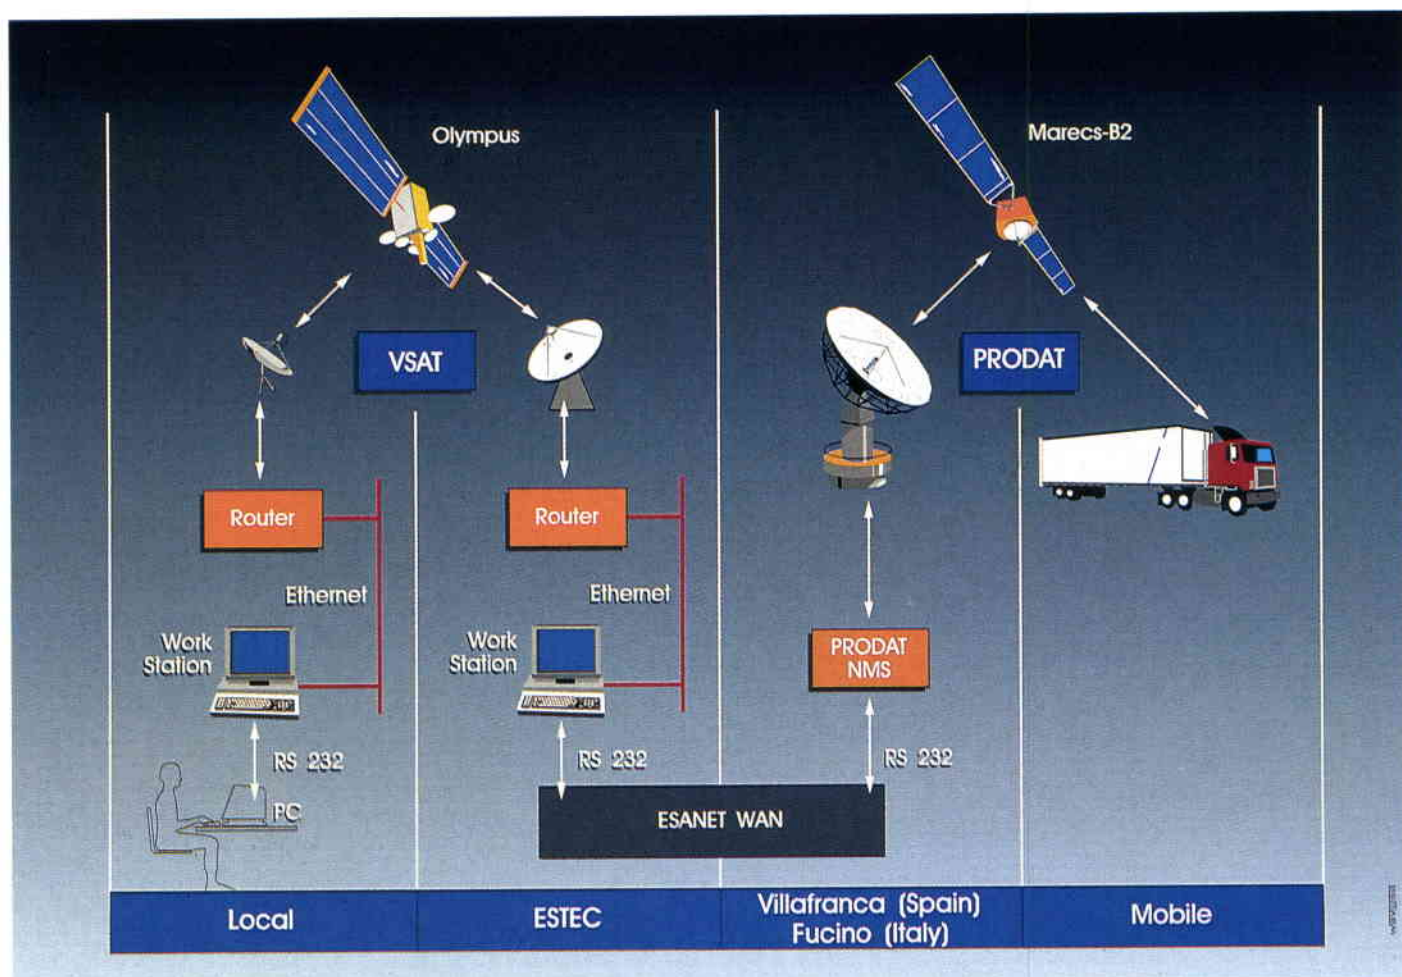 Olympus
Marecs-B2
VSAT
PRODAT
Router
Router
Ethernet
Ethernet
Work
Station
Work
Station
PRODAT
NMS
RS 232
RS 232
RS 232
PC
ESANET WAN
Local
ESTEC
Villafranca (Spain)
Fucino (Italy)
Mobile